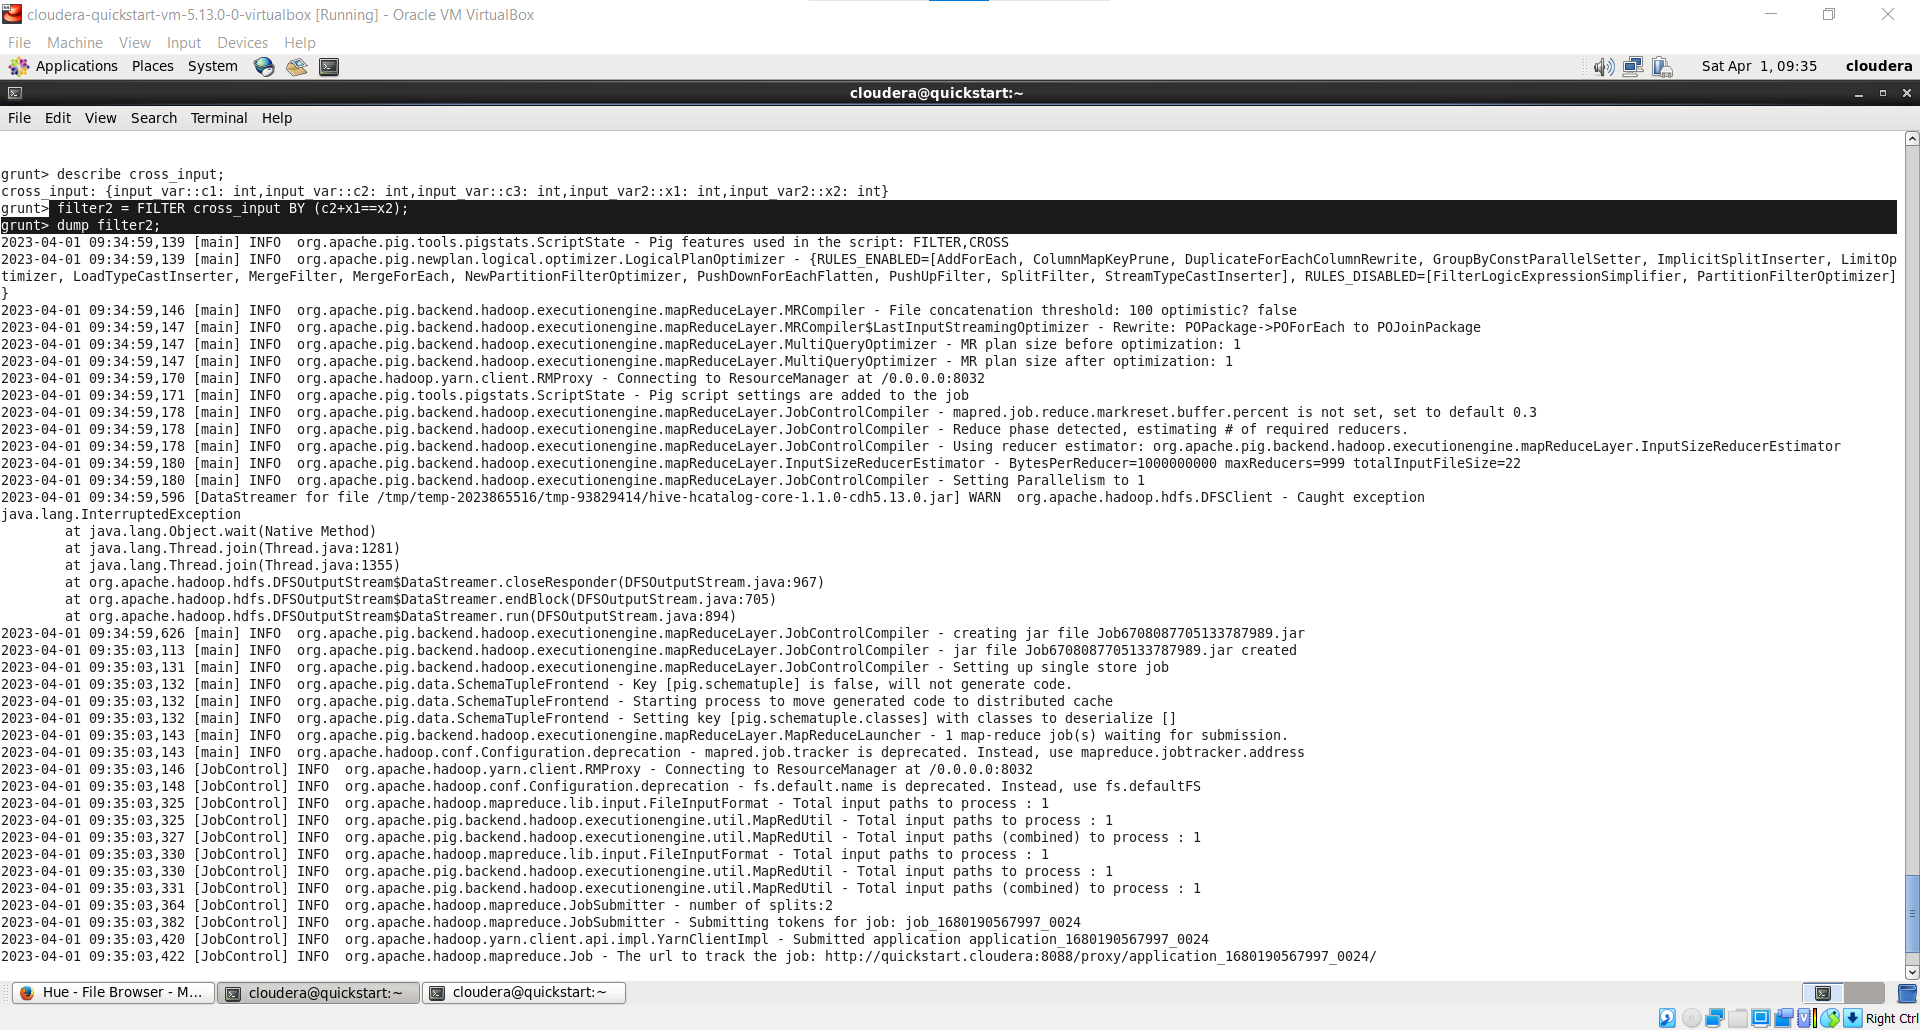 cloudera-quickstart-vm-5.13.0-0-virtualbox [Running] - Oracle VM VirtualBox
File Machine View Input Devices Help
Applications Places System Sat Apr 1, 09:35 cloudera
cloudera@quickstart:~
File Edit View Search Terminal Help
grunt> describe cross_input;
cross_input: {input_var::c1: int,input_var::c2: int,input_var::c3: int,input_var2::x1: int,input_var2::x2: int}
grunt> filter2 = FILTER cross_input BY (c2+x1==x2);
grunt> dump filter2;
2023-04-01 09:34:59,139 [main] INFO  org.apache.pig.tools.pigstats.ScriptState - Pig features used in the script: FILTER,CROSS
2023-04-01 09:34:59,139 [main] INFO  org.apache.pig.newplan.logical.optimizer.LogicalPlanOptimizer - {RULES_ENABLED=[AddForEach, ColumnMapKeyPrune, DuplicateForEachColumnRewrite, GroupByConstParallelSetter, ImplicitSplitInserter, LimitOp
timizer, LoadTypeCastInserter, MergeFilter, MergeForEach, NewPartitionFilterOptimizer, PushDownForEachFlatten, PushUpFilter, SplitFilter, StreamTypeCastInserter], RULES_DISABLED=[FilterLogicExpressionSimplifier, PartitionFilterOptimizer]
}
2023-04-01 09:34:59,146 [main] INFO  org.apache.pig.backend.hadoop.executionengine.mapReduceLayer.MRCompiler - File concatenation threshold: 100 optimistic? false
2023-04-01 09:34:59,147 [main] INFO  org.apache.pig.backend.hadoop.executionengine.mapReduceLayer.MRCompiler$LastInputStreamingOptimizer - Rewrite: POPackage->POForEach to POJoinPackage
2023-04-01 09:34:59,147 [main] INFO  org.apache.pig.backend.hadoop.executionengine.mapReduceLayer.MultiQueryOptimizer - MR plan size before optimization: 1
2023-04-01 09:34:59,147 [main] INFO  org.apache.pig.backend.hadoop.executionengine.mapReduceLayer.MultiQueryOptimizer - MR plan size after optimization: 1
2023-04-01 09:34:59,170 [main] INFO  org.apache.hadoop.yarn.client.RMProxy - Connecting to ResourceManager at /0.0.0.0:8032
2023-04-01 09:34:59,171 [main] INFO  org.apache.pig.tools.pigstats.ScriptState - Pig script settings are added to the job
2023-04-01 09:34:59,178 [main] INFO  org.apache.pig.backend.hadoop.executionengine.mapReduceLayer.JobControlCompiler - mapred.job.reduce.markreset.buffer.percent is not set, set to default 0.3
2023-04-01 09:34:59,178 [main] INFO  org.apache.pig.backend.hadoop.executionengine.mapReduceLayer.JobControlCompiler - Reduce phase detected, estimating # of required reducers.
2023-04-01 09:34:59,178 [main] INFO  org.apache.pig.backend.hadoop.executionengine.mapReduceLayer.JobControlCompiler - Using reducer estimator: org.apache.pig.backend.hadoop.executionengine.mapReduceLayer.InputSizeReducerEstimator
2023-04-01 09:34:59,180 [main] INFO  org.apache.pig.backend.hadoop.executionengine.mapReduceLayer.InputSizeReducerEstimator - BytesPerReducer=1000000000 maxReducers=999 totalInputFileSize=22
2023-04-01 09:34:59,180 [main] INFO  org.apache.pig.backend.hadoop.executionengine.mapReduceLayer.JobControlCompiler - Setting Parallelism to 1
2023-04-01 09:34:59,596 [DataStreamer for file /tmp/temp-2023865516/tmp-93829414/hive-hcatalog-core-1.1.0-cdh5.13.0.jar] WARN  org.apache.hadoop.hdfs.DFSClient - Caught exception
java.lang.InterruptedException
at java.lang.Object.wait(Native Method)
at java.lang.Thread.join(Thread.java:1281)
at java.lang.Thread.join(Thread.java:1355)
at org.apache.hadoop.hdfs.DFSOutputStream$DataStreamer.closeResponder(DFSOutputStream.java:967)
at org.apache.hadoop.hdfs.DFSOutputStream$DataStreamer.endBlock(DFSOutputStream.java:705)
at org.apache.hadoop.hdfs.DFSOutputStream$DataStreamer.run(DFSOutputStream.java:894)
2023-04-01 09:34:59,626 [main] INFO  org.apache.pig.backend.hadoop.executionengine.mapReduceLayer.JobControlCompiler - creating jar file Job6708087705133787989.jar
2023-04-01 09:35:03,113 [main] INFO  org.apache.pig.backend.hadoop.executionengine.mapReduceLayer.JobControlCompiler - jar file Job6708087705133787989.jar created
2023-04-01 09:35:03,131 [main] INFO  org.apache.pig.backend.hadoop.executionengine.mapReduceLayer.JobControlCompiler - Setting up single store job
2023-04-01 09:35:03,132 [main] INFO  org.apache.pig.data.SchemaTupleFrontend - Key [pig.schematuple] is false, will not generate code.
2023-04-01 09:35:03,132 [main] INFO  org.apache.pig.data.SchemaTupleFrontend - Starting process to move generated code to distributed cache
2023-04-01 09:35:03,132 [main] INFO  org.apache.pig.data.SchemaTupleFrontend - Setting key [pig.schematuple.classes] with classes to deserialize []
2023-04-01 09:35:03,143 [main] INFO  org.apache.pig.backend.hadoop.executionengine.mapReduceLayer.MapReduceLauncher - 1 map-reduce job(s) waiting for submission.
2023-04-01 09:35:03,143 [main] INFO  org.apache.hadoop.conf.Configuration.deprecation - mapred.job.tracker is deprecated. Instead, use mapreduce.jobtracker.address
2023-04-01 09:35:03,146 [JobControl] INFO  org.apache.hadoop.yarn.client.RMProxy - Connecting to ResourceManager at /0.0.0.0:8032
2023-04-01 09:35:03,148 [JobControl] INFO  org.apache.hadoop.conf.Configuration.deprecation - fs.default.name is deprecated. Instead, use fs.defaultFS
2023-04-01 09:35:03,325 [JobControl] INFO  org.apache.hadoop.mapreduce.lib.input.FileInputFormat - Total input paths to process : 1
2023-04-01 09:35:03,325 [JobControl] INFO  org.apache.pig.backend.hadoop.executionengine.util.MapRedUtil - Total input paths to process : 1
2023-04-01 09:35:03,327 [JobControl] INFO  org.apache.pig.backend.hadoop.executionengine.util.MapRedUtil - Total input paths (combined) to process : 1
2023-04-01 09:35:03,330 [JobControl] INFO  org.apache.hadoop.mapreduce.lib.input.FileInputFormat - Total input paths to process : 1
2023-04-01 09:35:03,330 [JobControl] INFO  org.apache.pig.backend.hadoop.executionengine.util.MapRedUtil - Total input paths to process : 1
2023-04-01 09:35:03,331 [JobControl] INFO  org.apache.pig.backend.hadoop.executionengine.util.MapRedUtil - Total input paths (combined) to process : 1
2023-04-01 09:35:03,364 [JobControl] INFO  org.apache.hadoop.mapreduce.JobSubmitter - number of splits:2
2023-04-01 09:35:03,382 [JobControl] INFO  org.apache.hadoop.mapreduce.JobSubmitter - Submitting tokens for job: job_1680190567997_0024
2023-04-01 09:35:03,420 [JobControl] INFO  org.apache.hadoop.yarn.client.api.impl.YarnClientImpl - Submitted application application_1680190567997_0024
2023-04-01 09:35:03,422 [JobControl] INFO  org.apache.hadoop.mapreduce.Job - The url to track the job: http://quickstart.cloudera:8088/proxy/application_1680190567997_0024/
Hue - File Browser - M... cloudera@quickstart:~ cloudera@quickstart:~
Right Ctrl